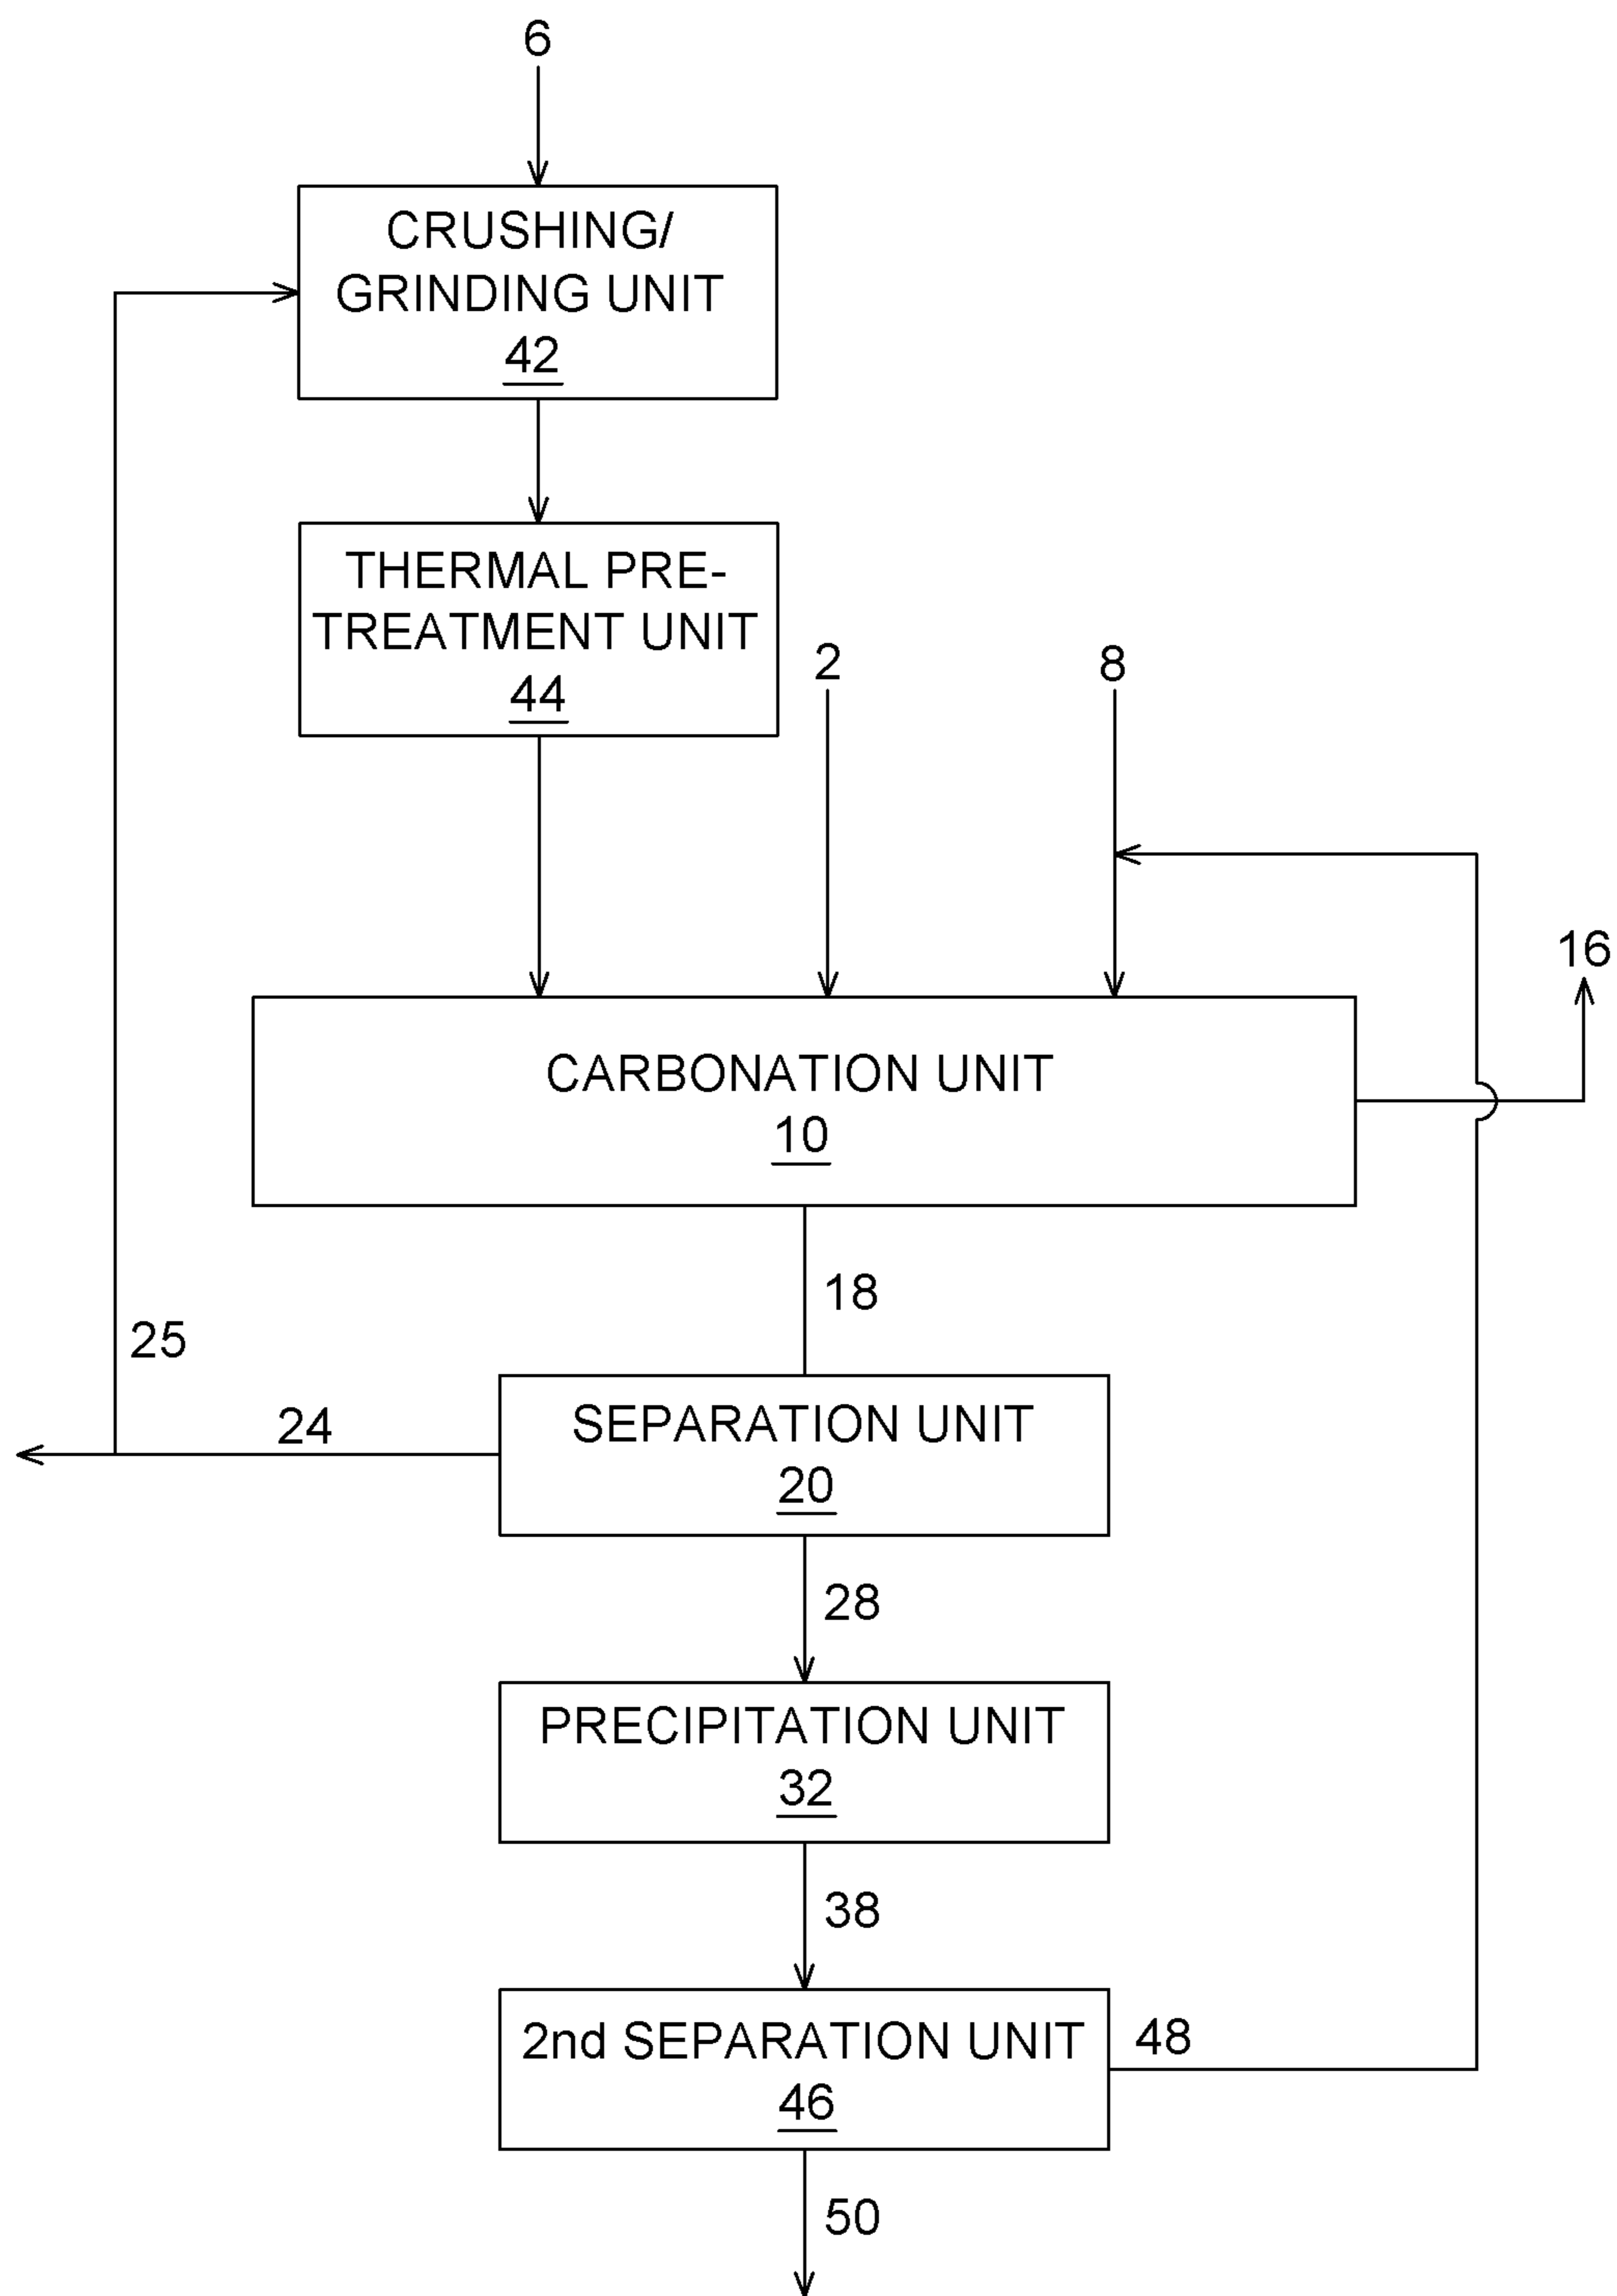 6
CRUSHING/
GRINDING UNIT
42
THERMAL PRE-
TREATMENT UNIT
44
2
8
16
CARBONATION UNIT
10
18
25
24
SEPARATION UNIT
20
28
PRECIPITATION UNIT
32
38
2nd SEPARATION UNIT
46
48
50